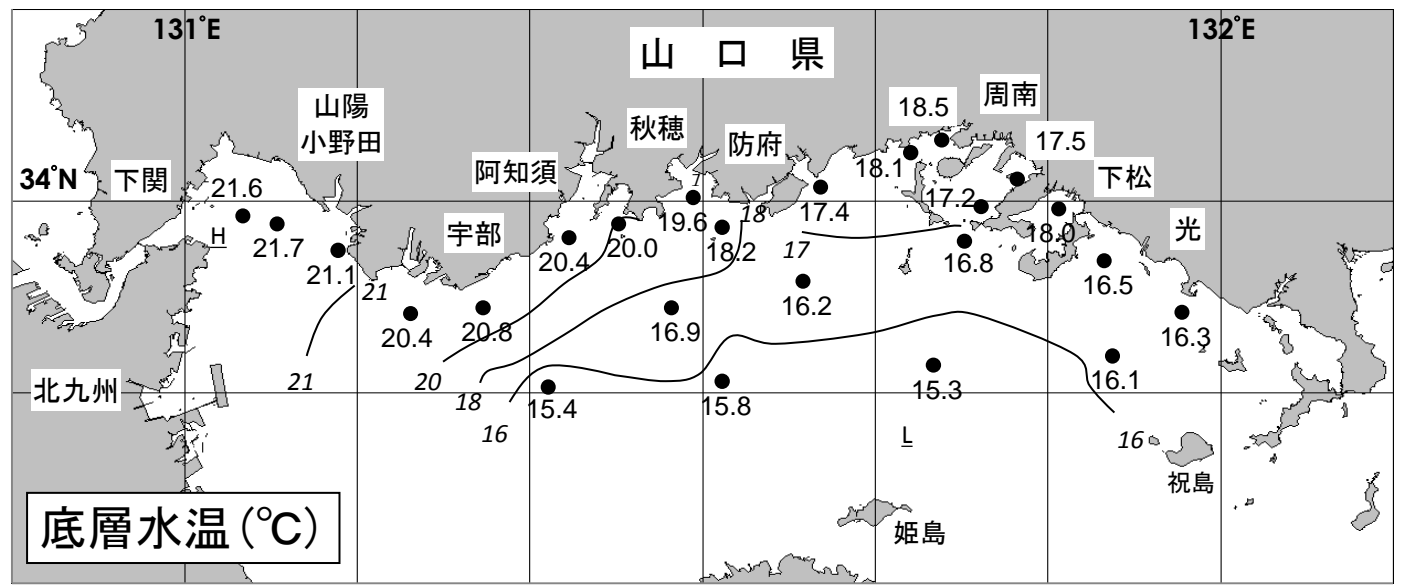 131°E
132°E
山 口 県
18.5
周南
山陽
小野田
秋穂
防府
17.5
阿知須
18.1
下松
34°N
下関
21.6
17.2
18
17.4
19.6
H
21.7
宇部
20.4
20.0
18.2
17
18.0
光
16.8
21.1
21
16.5
16.2
20.4
20.8
16.9
16.3
21
20
北九州
18
15.4
15.8
15.3
16.1
16
L
16
祝島
底層水温(℃)
姫島